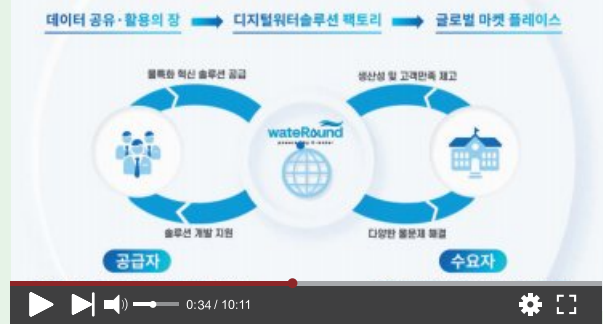 데이터 공유·활용의 장 디지털워터솔루션 팩토리 글로벌 마켓 플레이스
물특화 혁신 솔루션 공급
생산성 및 고객만족 제고
wateRound
솔루션 개발 지원
다양한 물문제 해결
공급자
수요자
0:34 / 10:11